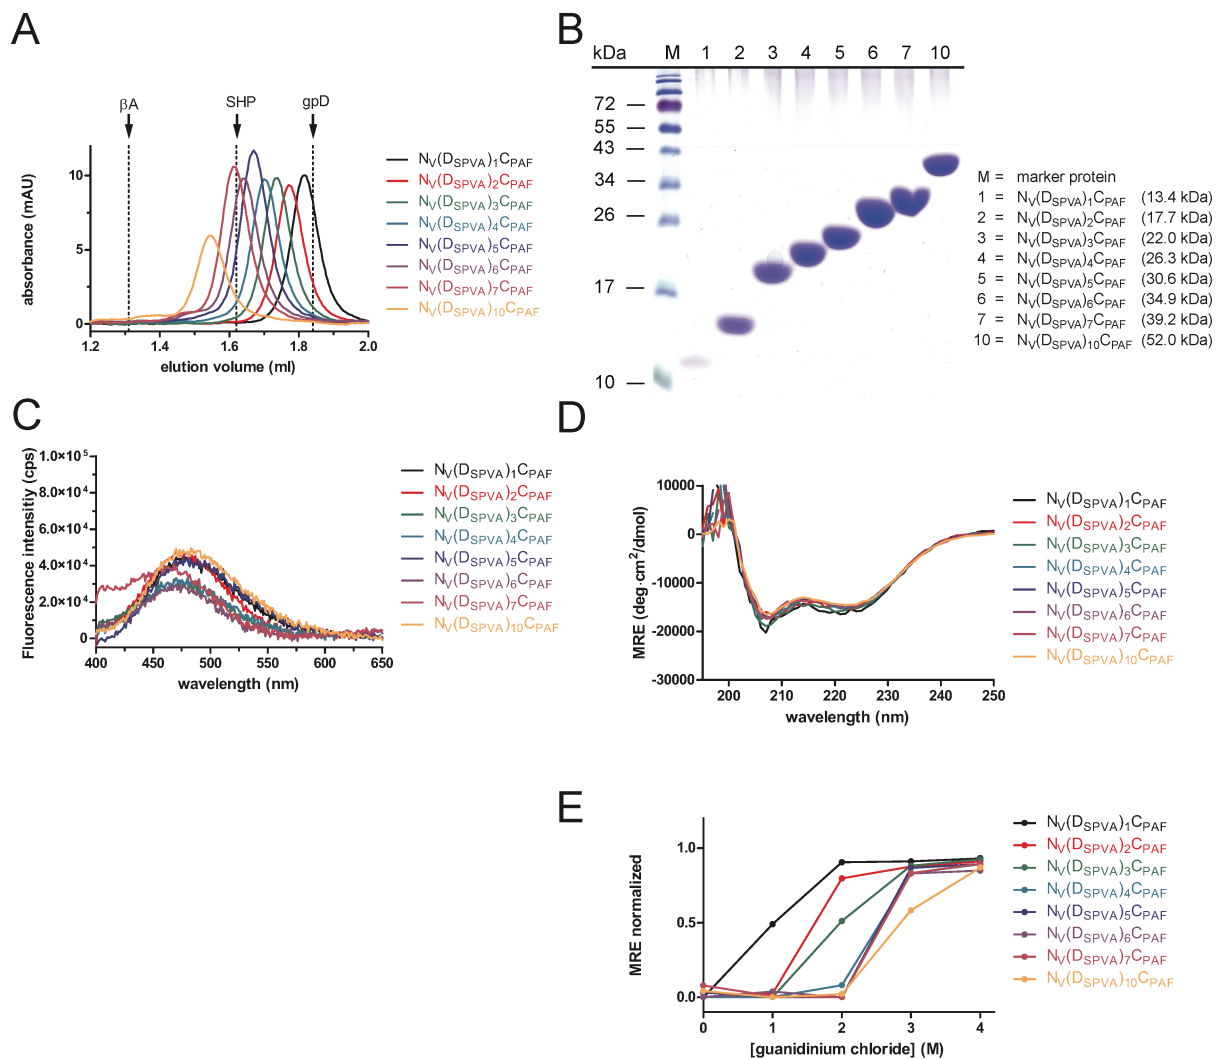 A
βA
SHP
gpD
absorbance (mAU)
10
5
0
1.2
1.4
1.6
1.8
2.0
elution volume (ml)
NV(DSPVA)1CPAF
NV(DSPVA)2CPAF
NV(DSPVA)3CPAF
NV(DSPVA)4CPAF
NV(DSPVA)5CPAF
NV(DSPVA)6CPAF
NV(DSPVA)7CPAF
NV(DSPVA)10CPAF
B
kDa M 1 2 3 4 5 6 7 10
72
55
43
34
26
17
10
M = marker protein
1 = NV(DSPVA)1CPAF (13.4 kDa)
2 = NV(DSPVA)2CPAF (17.7 kDa)
3 = NV(DSPVA)3CPAF (22.0 kDa)
4 = NV(DSPVA)4CPAF (26.3 kDa)
5 = NV(DSPVA)5CPAF (30.6 kDa)
6 = NV(DSPVA)6CPAF (34.9 kDa)
7 = NV(DSPVA)7CPAF (39.2 kDa)
10 = NV(DSPVA)10CPAF (52.0 kDa)
C
Fluorescence intensitiy (cps)
1.0×10⁵
8.0×10⁴
6.0×10⁴
4.0×10⁴
2.0×10⁴
0
400
450
500
550
600
650
wavelength (nm)
NV(DSPVA)1CPAF
NV(DSPVA)2CPAF
NV(DSPVA)3CPAF
NV(DSPVA)4CPAF
NV(DSPVA)5CPAF
NV(DSPVA)6CPAF
NV(DSPVA)7CPAF
NV(DSPVA)10CPAF
D
MRE (deg·cm²/dmol)
10000
0
-10000
-20000
-30000
200
210
220
230
240
250
wavelength (nm)
NV(DSPVA)1CPAF
NV(DSPVA)2CPAF
NV(DSPVA)3CPAF
NV(DSPVA)4CPAF
NV(DSPVA)5CPAF
NV(DSPVA)6CPAF
NV(DSPVA)7CPAF
NV(DSPVA)10CPAF
E
MRE normalized
1.0
0.5
0.0
0
1
2
3
4
[guanidinium chloride] (M)
NV(DSPVA)1CPAF
NV(DSPVA)2CPAF
NV(DSPVA)3CPAF
NV(DSPVA)4CPAF
NV(DSPVA)5CPAF
NV(DSPVA)6CPAF
NV(DSPVA)7CPAF
NV(DSPVA)10CPAF